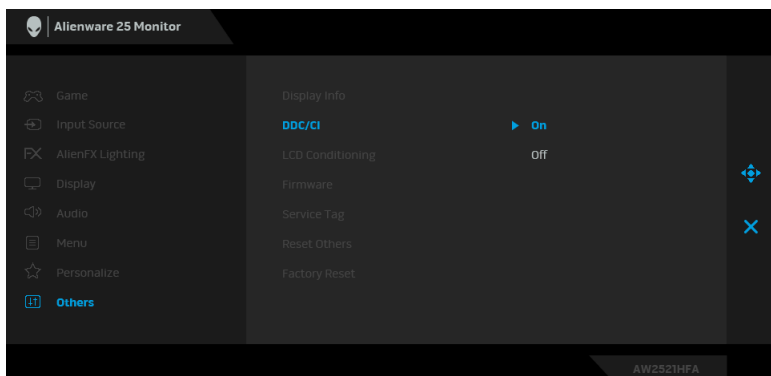 Alienware 25 Monitor
Game
Display Info
Input Source
DDC/CI
On
AlienFX Lighting
LCD Conditioning
Off
Display
Firmware
Audio
Service Tag
Menu
Reset Others
Personalize
Factory Reset
Others
AW2521HFA